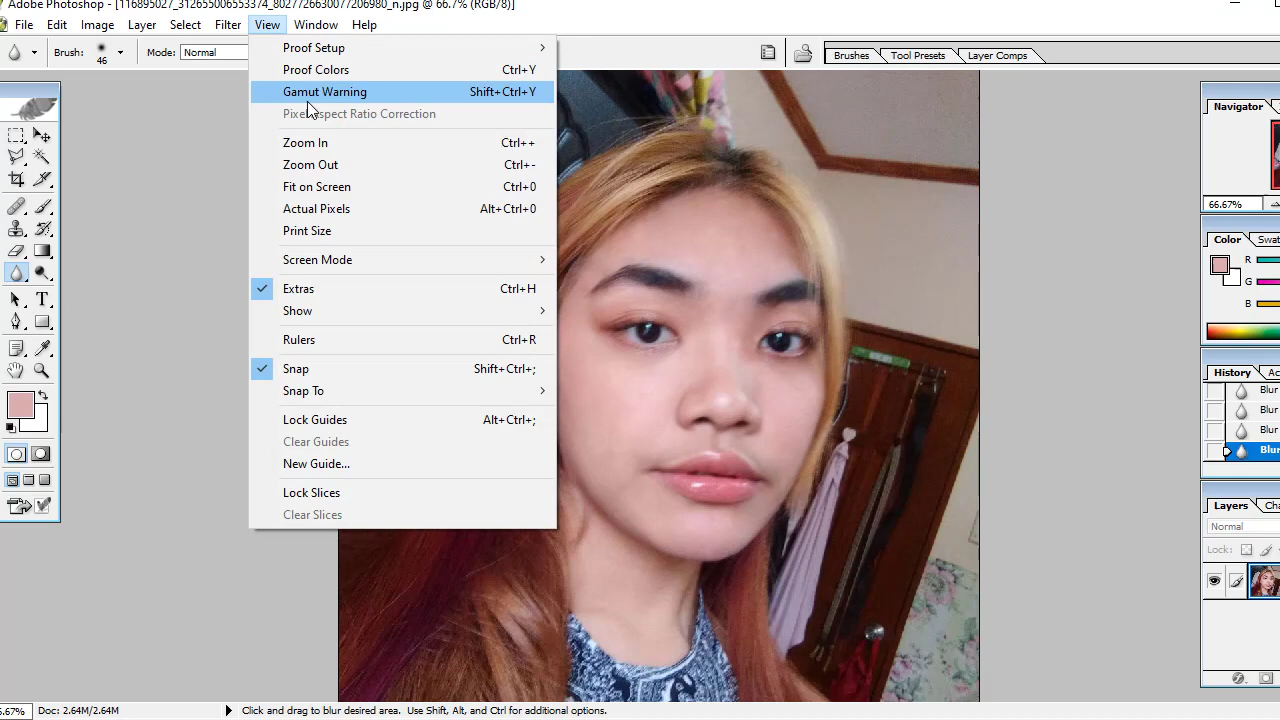 Adobe Photoshop - [116895027_312655006553374_8027726630077206980_n.jpg @ 66.7% (RGB/8)]
File Edit Image Layer Select Filter View Window Help
Brush: 46 Mode: Normal
Brushes Tool Presets Layer Comps
Proof Setup
Proof Colors Ctrl+Y
Gamut Warning Shift+Ctrl+Y
Pixel Aspect Ratio Correction
Zoom In Ctrl++
Zoom Out Ctrl+-
Fit on Screen Ctrl+0
Actual Pixels Alt+Ctrl+0
Print Size
Screen Mode
Extras Ctrl+H
Show
Rulers Ctrl+R
Snap Shift+Ctrl+;
Snap To
Lock Guides Alt+Ctrl+;
Clear Guides
New Guide...
Lock Slices
Clear Slices
Navigator
66.67%
Color Swat
R
G
B
History Ac
Blur
Blur
Blur
Blur
Layers Cha
Normal
Lock:
6.67% Doc: 2.64M/2.64M Click and drag to blur desired area. Use Shift, Alt, and Ctrl for additional options.